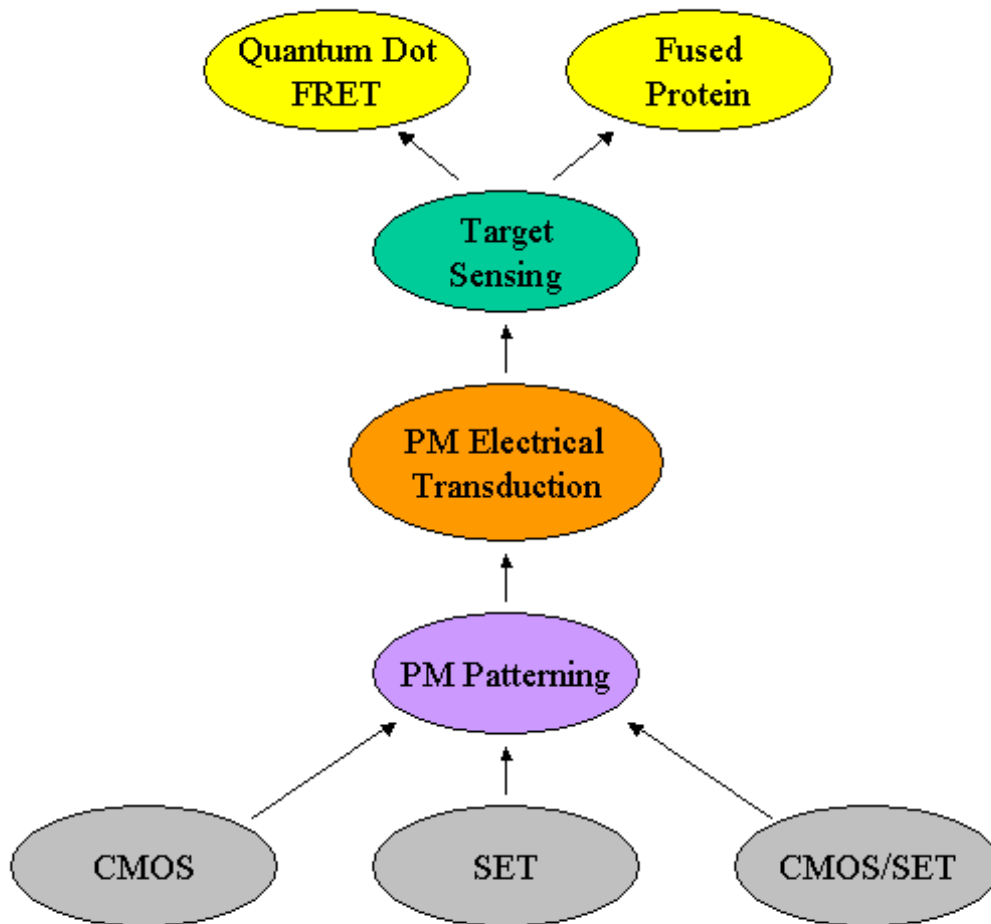 Quantum Dot
FRET
Fused
Protein
Target
Sensing
PM Electrical
Transduction
PM Patterning
CMOS
SET
CMOS/SET